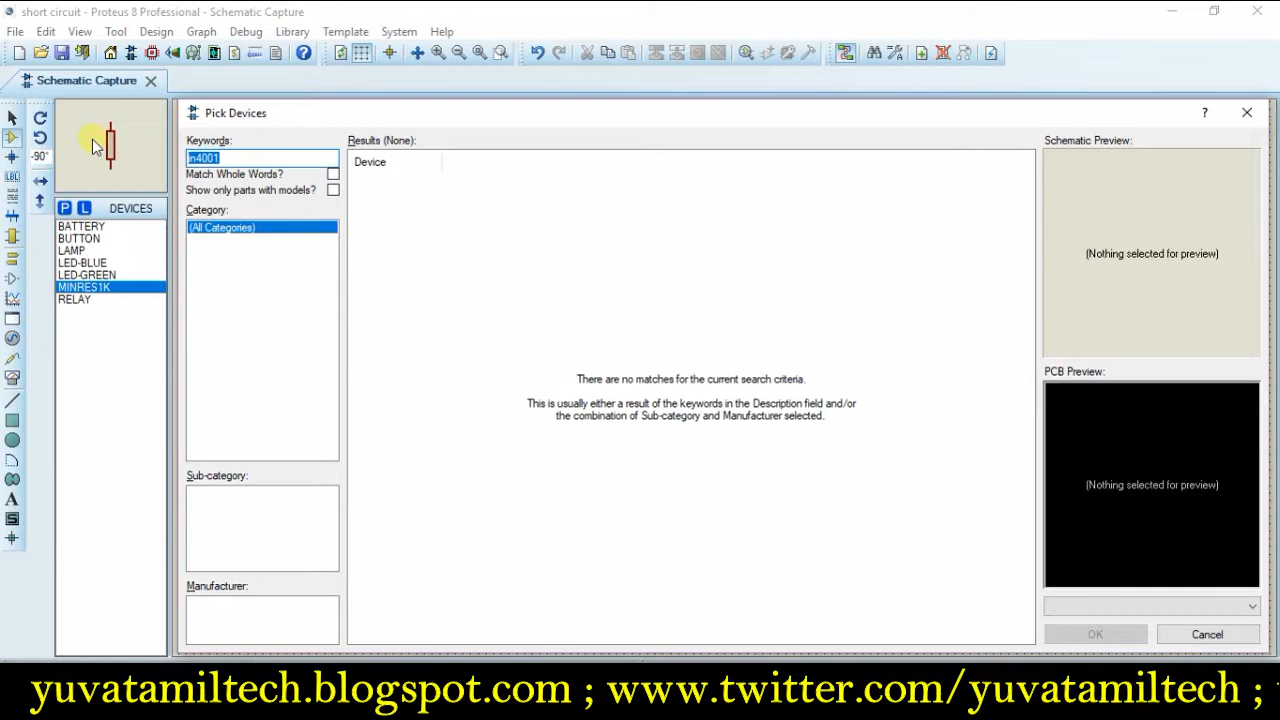 short circuit - Proteus 8 Professional - Schematic Capture
File Edit View Tool Design Graph Debug Library Template System Help
Schematic Capture
Pick Devices
Keywords:
in4001
Match Whole Words?
Show only parts with models?
Category:
(All Categories)
Sub-category:
Manufacturer:
Results (None):
Device
There are no matches for the current search criteria.
This is usually either a result of the keywords in the Description field and/or
the combination of Sub-category and Manufacturer selected.
Schematic Preview:
(Nothing selected for preview)
PCB Preview:
(Nothing selected for preview)
OK Cancel
-90°
LBL
P L DEVICES
BATTERY
BUTTON
LAMP
LED-BLUE
LED-GREEN
MINRES1K
RELAY
A
S
yuvatamiltech.blogspot.com ; www.twitter.com/yuvatamiltech ;